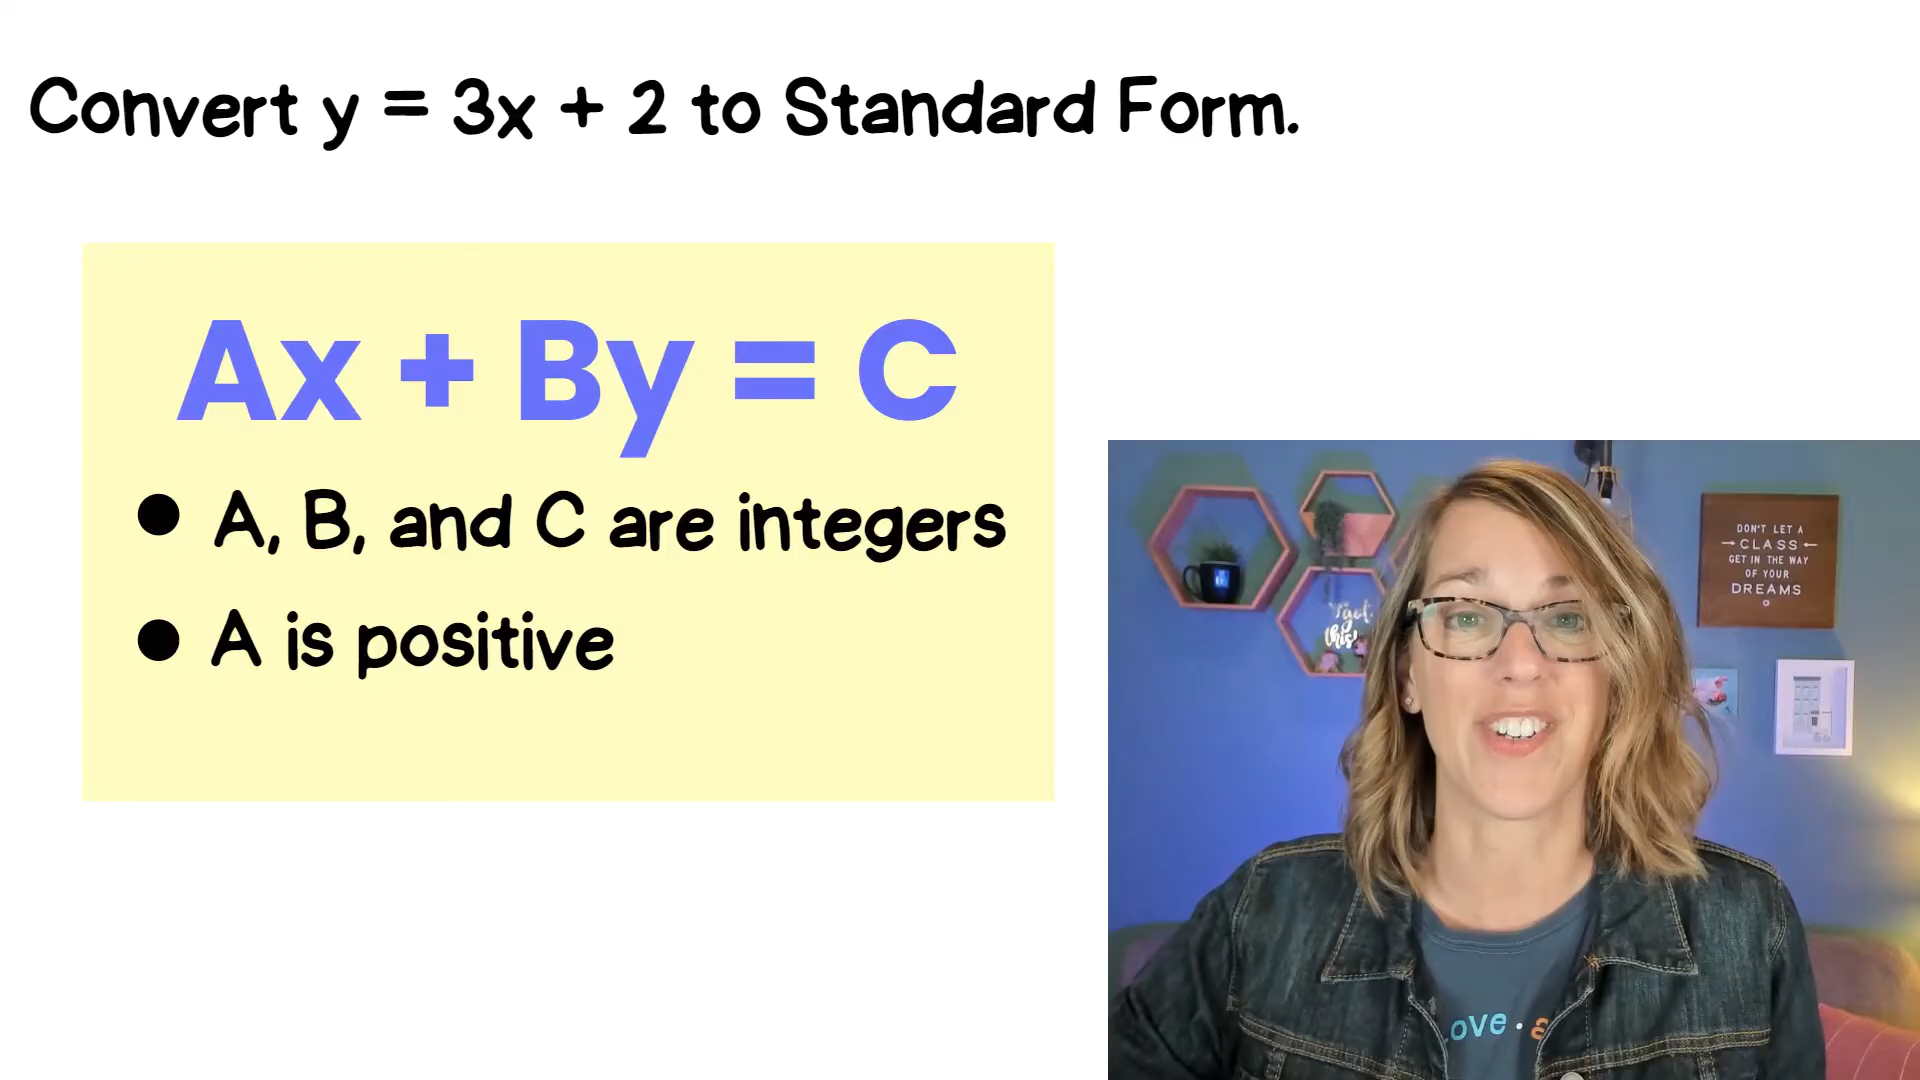 Convert y = 3x + 2 to Standard Form.
Ax + By = C
● A, B, and C are integers
● A is positive
DON'T LET A
CLASS
GET IN THE WAY
OF YOUR
DREAMS
this!